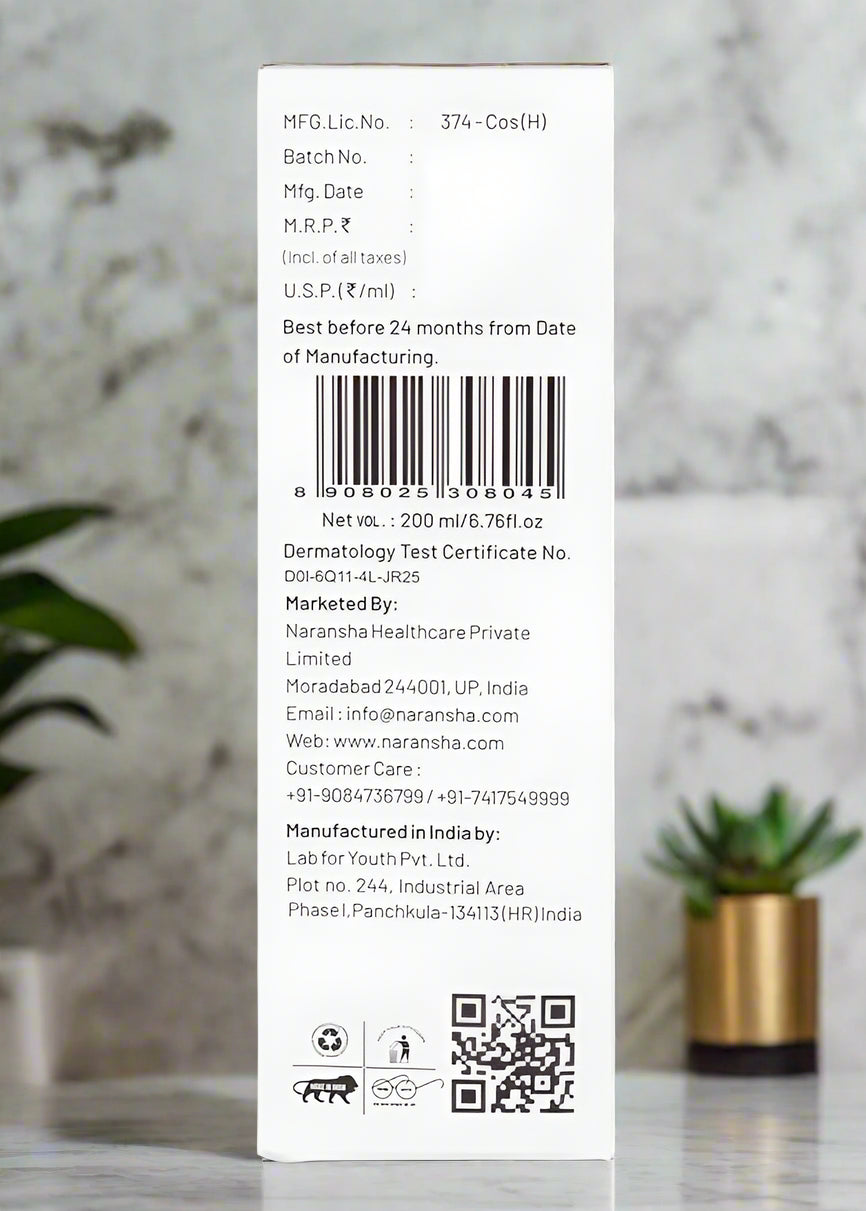 MFG.Lic.No. : 374-Cos(H)
Batch No. :
Mfg. Date :
M.R.P.₹ :
(Incl. of all taxes)
U.S.P.(₹/ml) :
Best before 24 months from Date
of Manufacturing.
8 908025 308045
Net VOL. : 200 ml/6.76fl.oz
Dermatology Test Certificate No.
D0I-6Q11-4L-JR25
Marketed By:
Naransha Healthcare Private
Limited
Moradabad 244001, UP, India
Email : info@naransha.com
Web: www.naransha.com
Customer Care :
+91-9084736799 / +91-7417549999
Manufactured in India by:
Lab for Youth Pvt. Ltd.
Plot no. 244, Industrial Area
Phase I, Panchkula-134113(HR)India